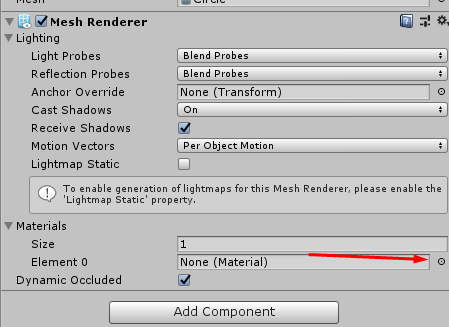 Mesh Circle
Mesh Renderer
Lighting
Light Probes Blend Probes
Reflection Probes Blend Probes
Anchor Override None (Transform)
Cast Shadows On
Receive Shadows
Motion Vectors Per Object Motion
Lightmap Static
To enable generation of lightmaps for this Mesh Renderer, please enable the
'Lightmap Static' property.
Materials
Size 1
Element 0 None (Material)
Dynamic Occluded
Add Component